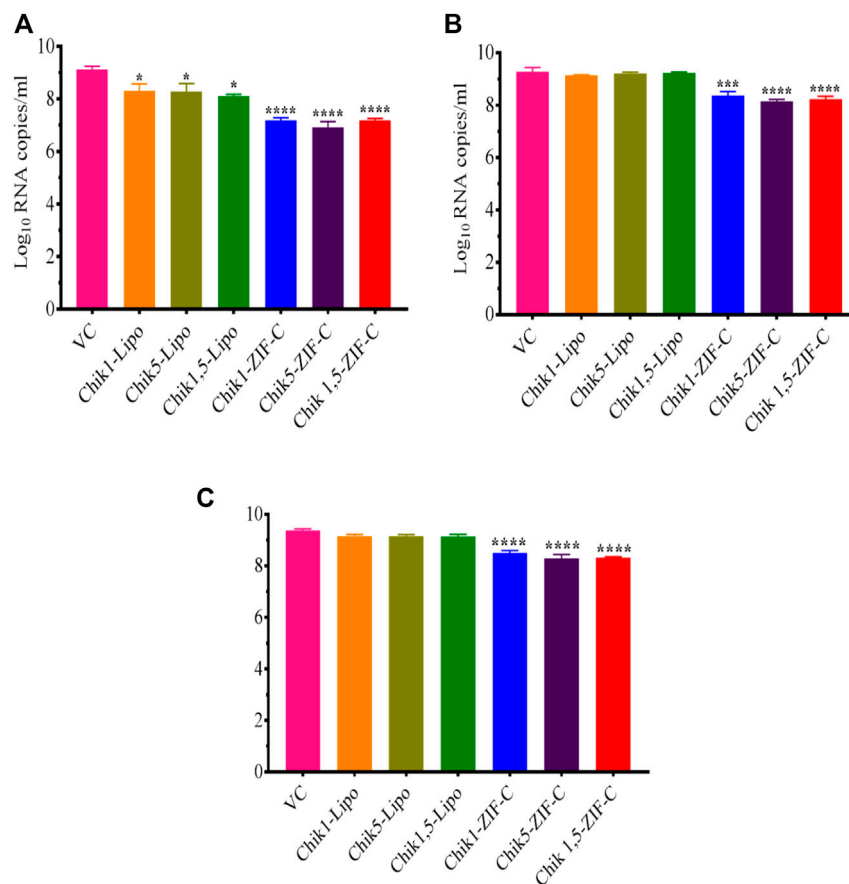 A
Log10 RNA copies/ml
10
8
6
4
2
0
* * * **** **** ****
VC
Chik1-Lipo
Chik5-Lipo
Chik1,5-Lipo
Chik1-ZIF-C
Chik5-ZIF-C
Chik 1,5-ZIF-C
B
Log10 RNA copies/ml
10
8
6
4
2
0
*** **** ****
VC
Chik1-Lipo
Chik5-Lipo
Chik1,5-Lipo
Chik1-ZIF-C
Chik5-ZIF-C
Chik 1,5-ZIF-C
C
10
8
6
4
2
0
**** **** ****
VC
Chik1-Lipo
Chik5-Lipo
Chik1,5-Lipo
Chik1-ZIF-C
Chik5-ZIF-C
Chik 1,5-ZIF-C